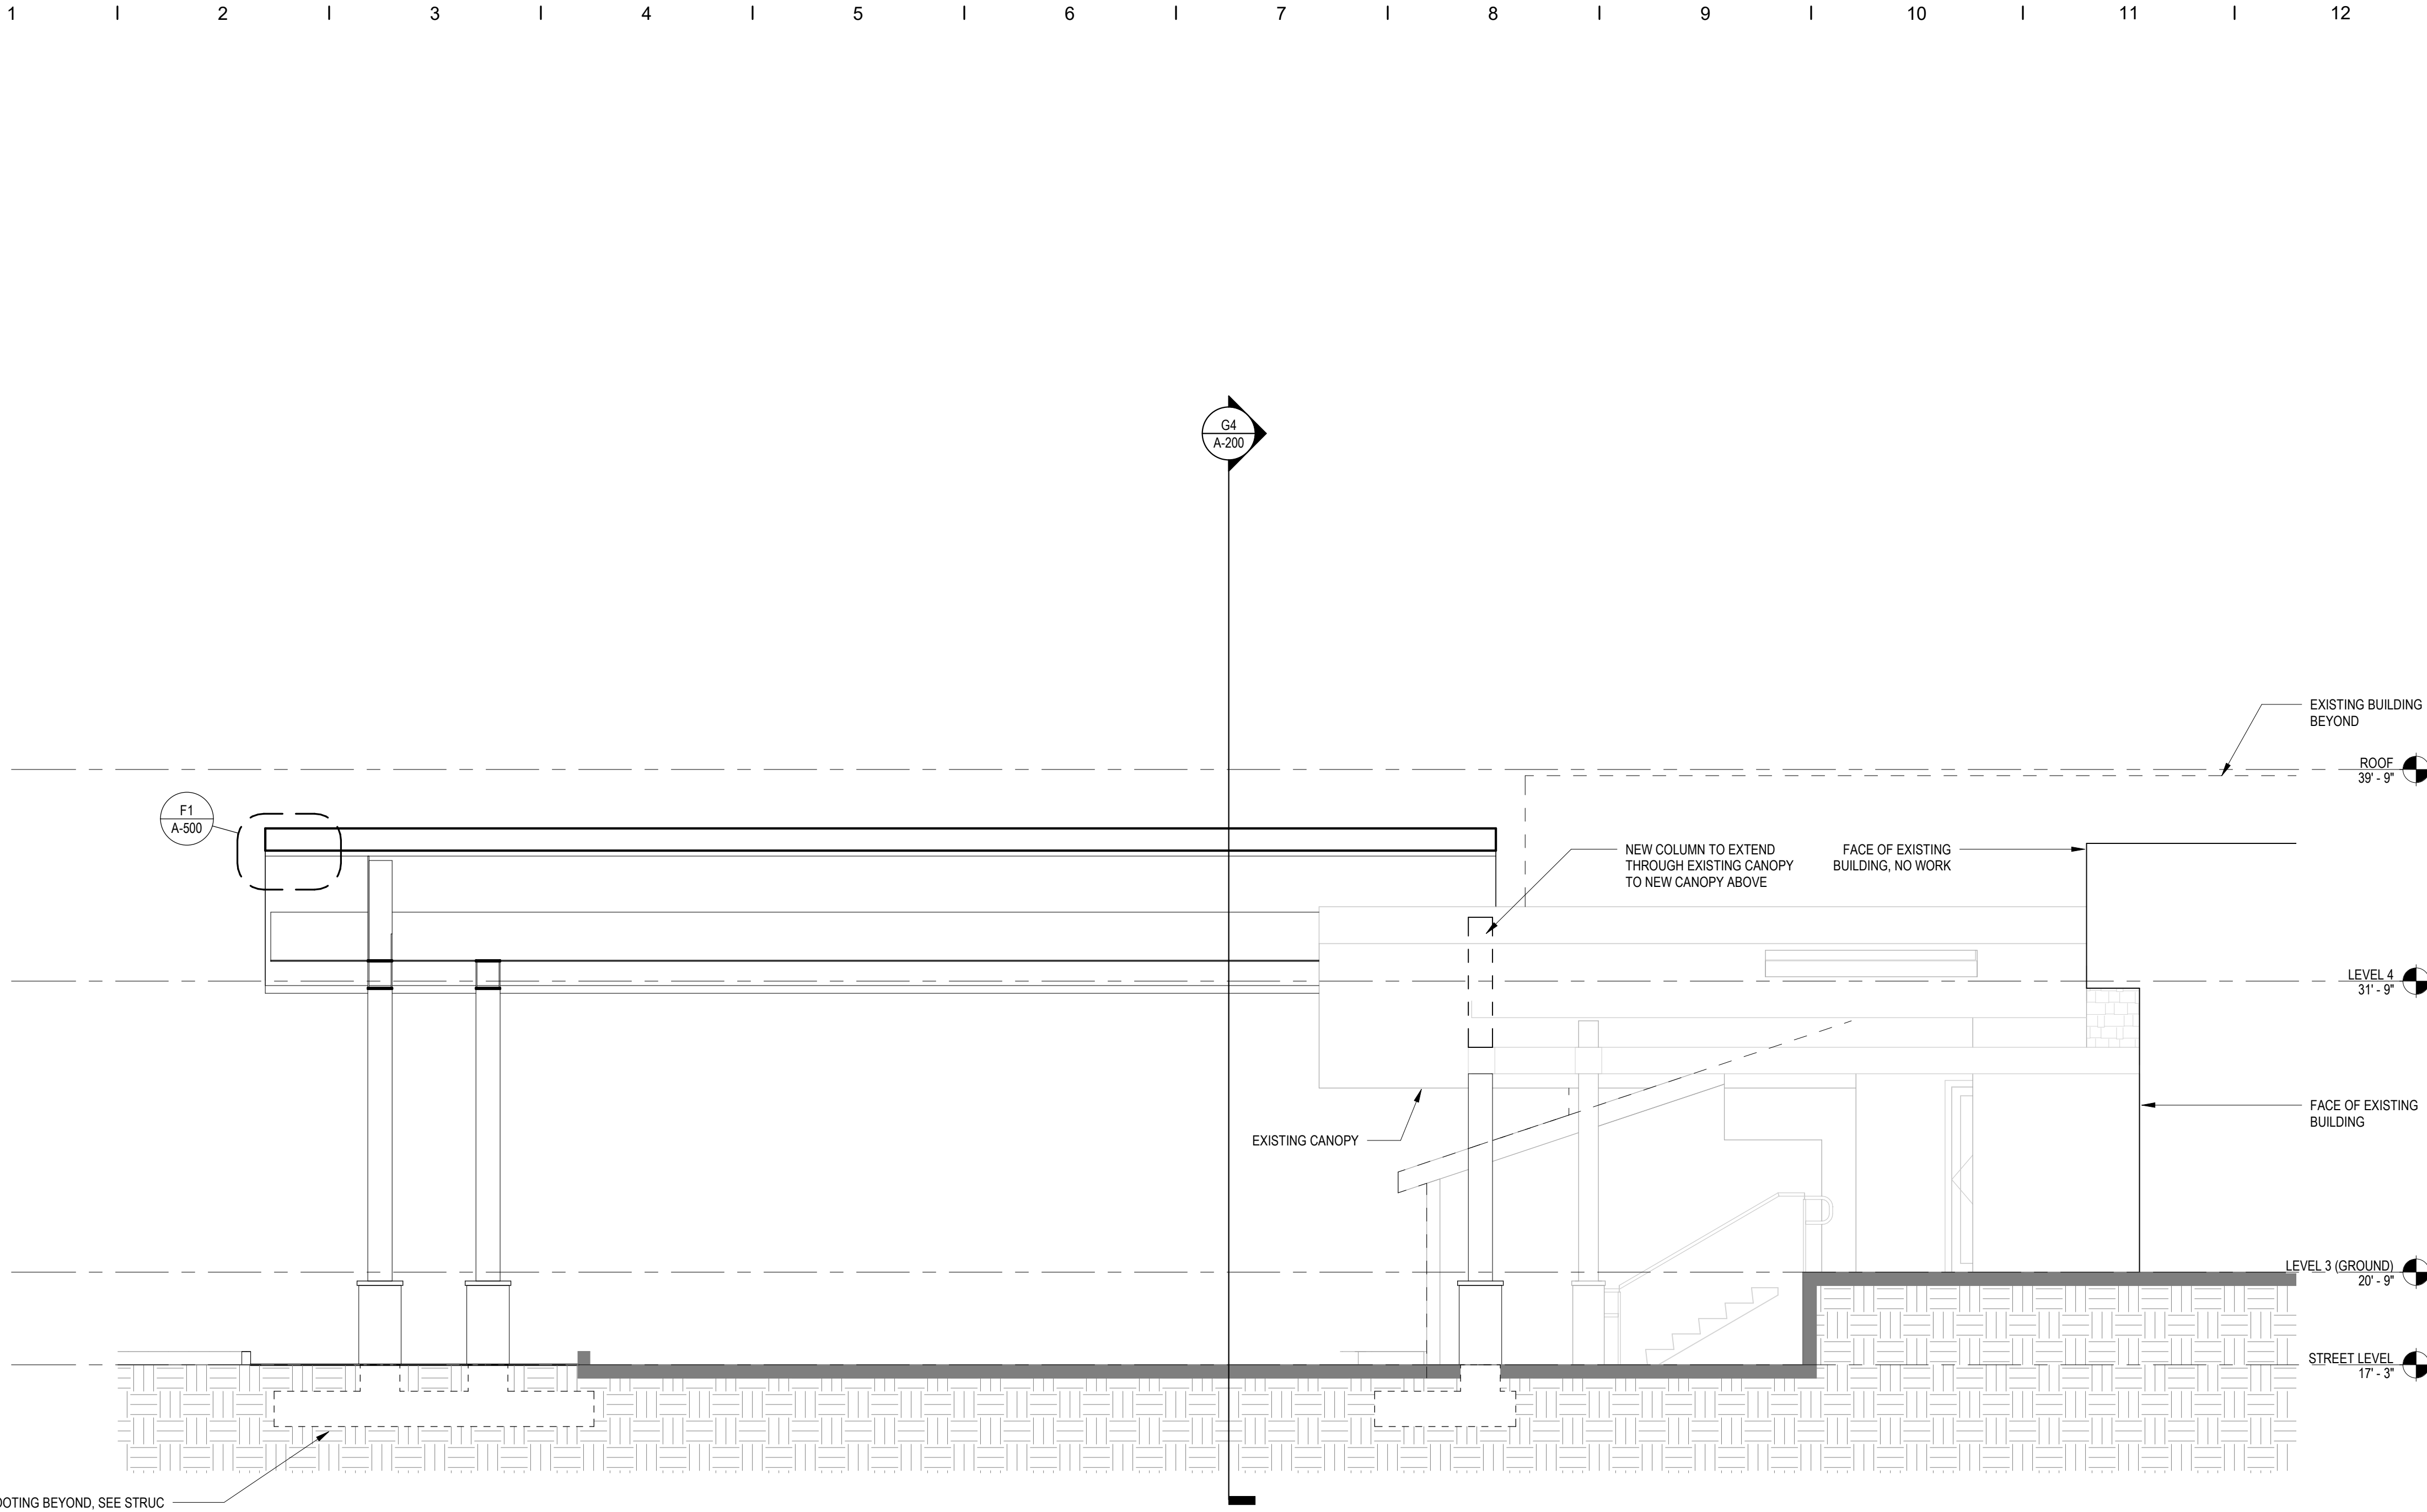 1 2 3 4 5 6 7 8 9 10 11 12
G4
A-200
EXISTING BUILDING
BEYOND
ROOF
39' - 9"
F1
A-500
NEW COLUMN TO EXTEND
THROUGH EXISTING CANOPY
TO NEW CANOPY ABOVE
FACE OF EXISTING
BUILDING, NO WORK
LEVEL 4
31' - 9"
FACE OF EXISTING
BUILDING
EXISTING CANOPY
LEVEL 3 (GROUND)
20' - 9"
STREET LEVEL
17' - 3"
BEYOND, SEE STRUC